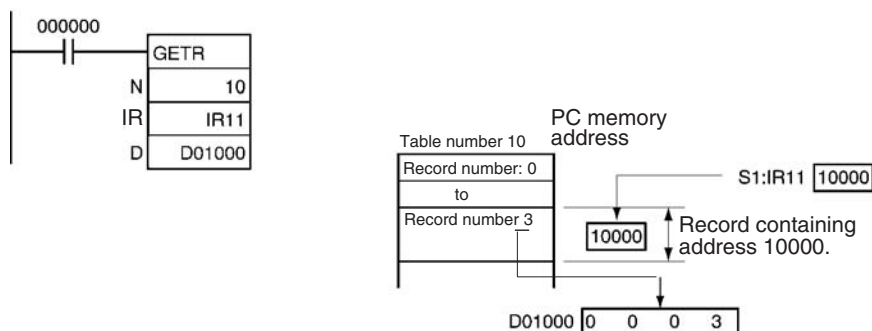 000000
GETR
N 10
IR IR11
D D01000
PC memory
address
Table number 10
Record number: 0
to
Record number 3
S1:IR11 10000
10000
Record containing
address 10000.
D01000 0 0 0 3